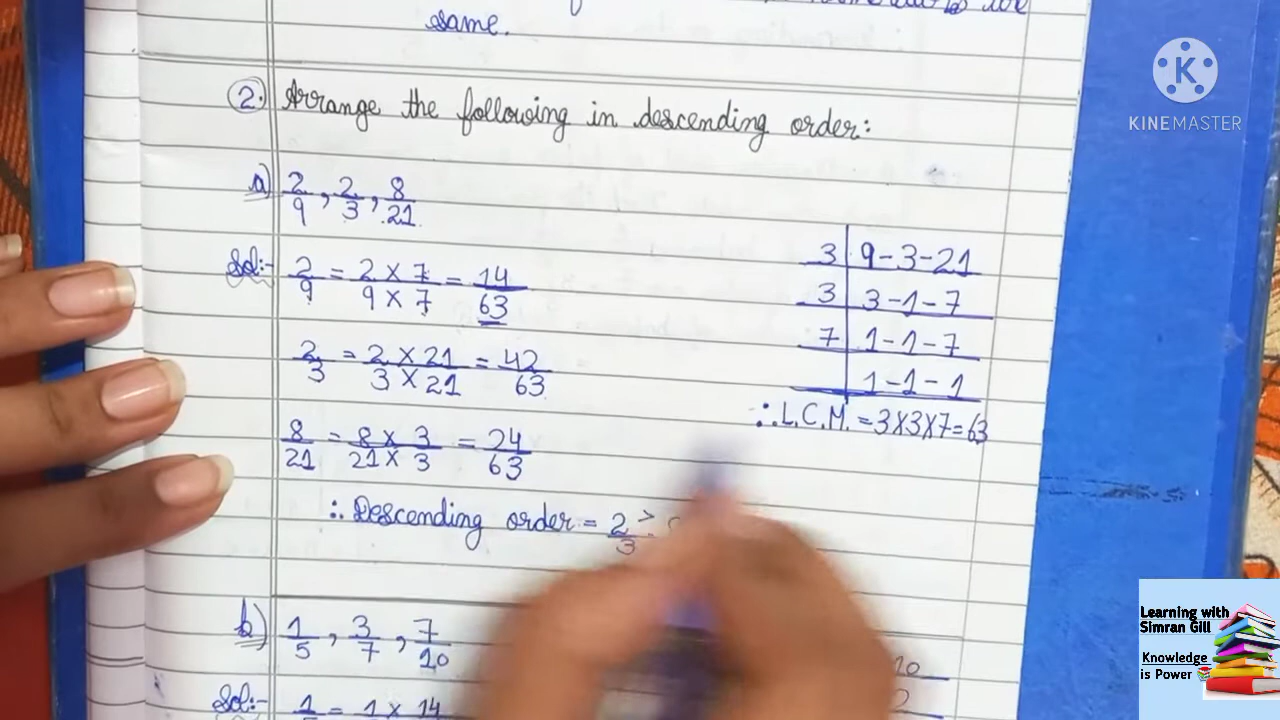 same.
2. Arrange the following in descending order:
a) 2/9, 2/3, 8/21
Sol:- 2/9 = 2 × 7 / 9 × 7 = 14/63
2/3 = 2 × 21 / 3 × 21 = 42/63
8/21 = 8 × 3 / 21 × 3 = 24/63
∴ Descending order = 2/3 >
3 | 9 - 3 - 21
3 | 3 - 1 - 7
7 | 1 - 1 - 7
1 - 1 - 1
∴ L.C.M. = 3×3×7=63
b) 1/5, 3/7, 7/10
Sol:- 1/5 = 1 × 14
KINEMASTER
Learning with
Simran Gill
Knowledge
is Power